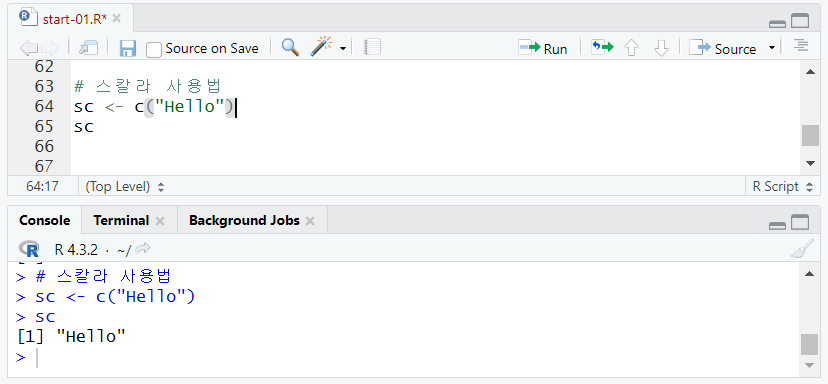 start-01.R*
Source on Save
Run
Source
62
63 # 스칼라 사용법
64 sc <- c("Hello")
65 sc
66
67
64:17 (Top Level) R Script
Console Terminal Background Jobs
R 4.3.2 · ~/
> # 스칼라 사용법
> sc <- c("Hello")
> sc
[1] "Hello"
>